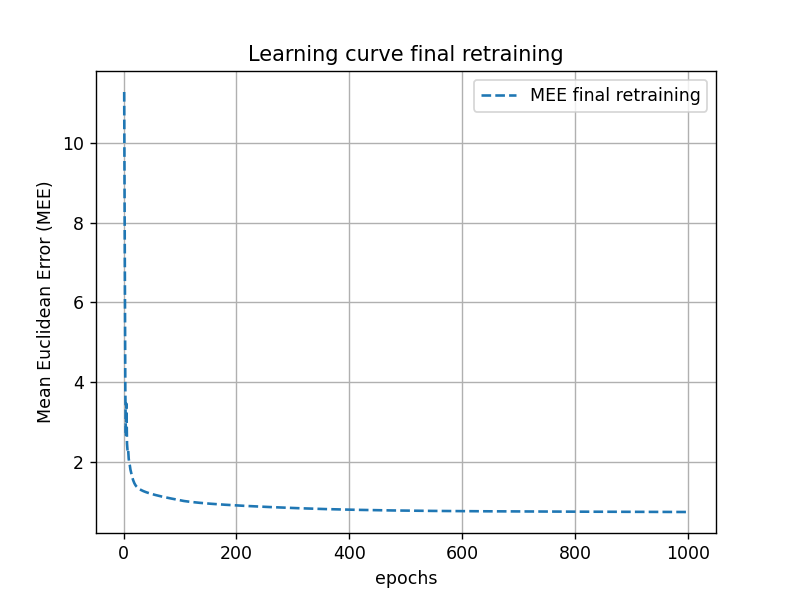 Learning curve final retraining
MEE final retraining
10
8
6
4
2
Mean Euclidean Error (MEE)
0
200
400
600
800
1000
epochs